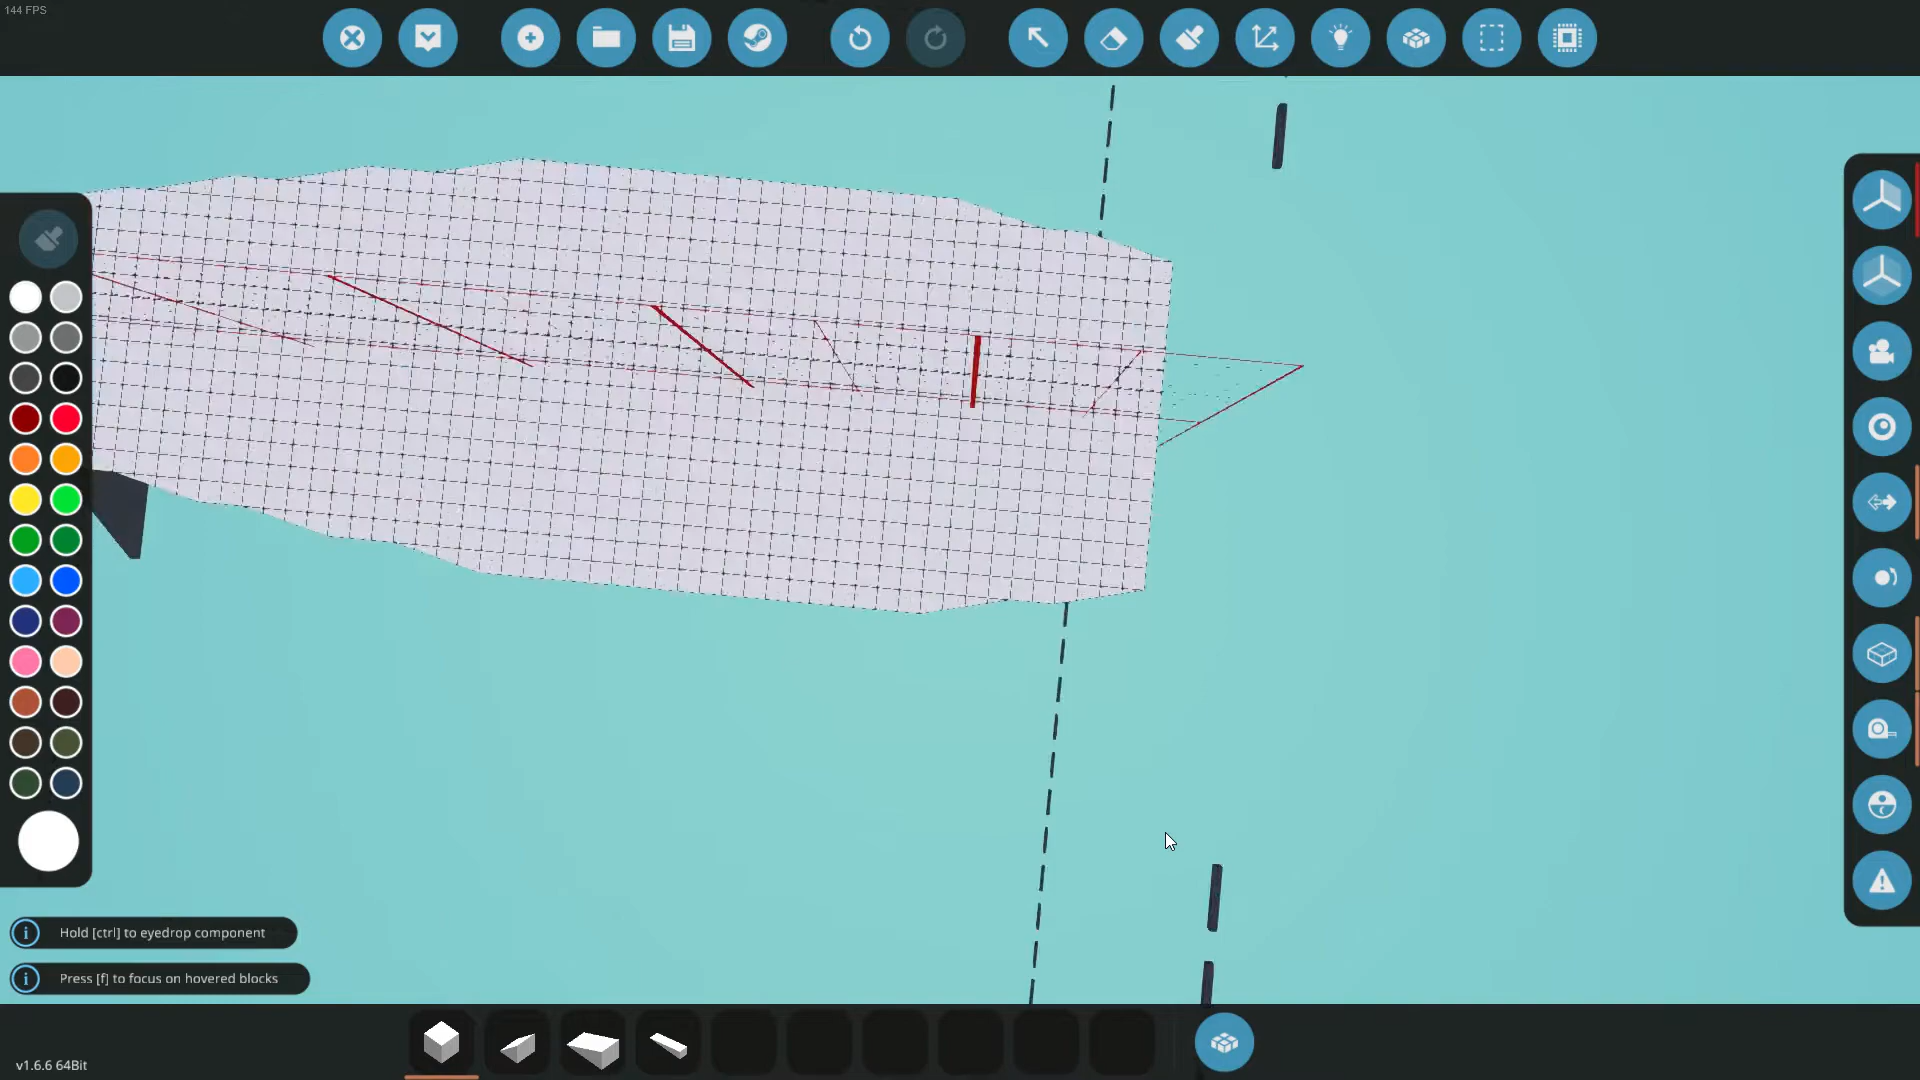 144 FPS
Hold [ctrl] to eyedrop component
Press [f] to focus on hovered blocks
v1.6.6 64Bit